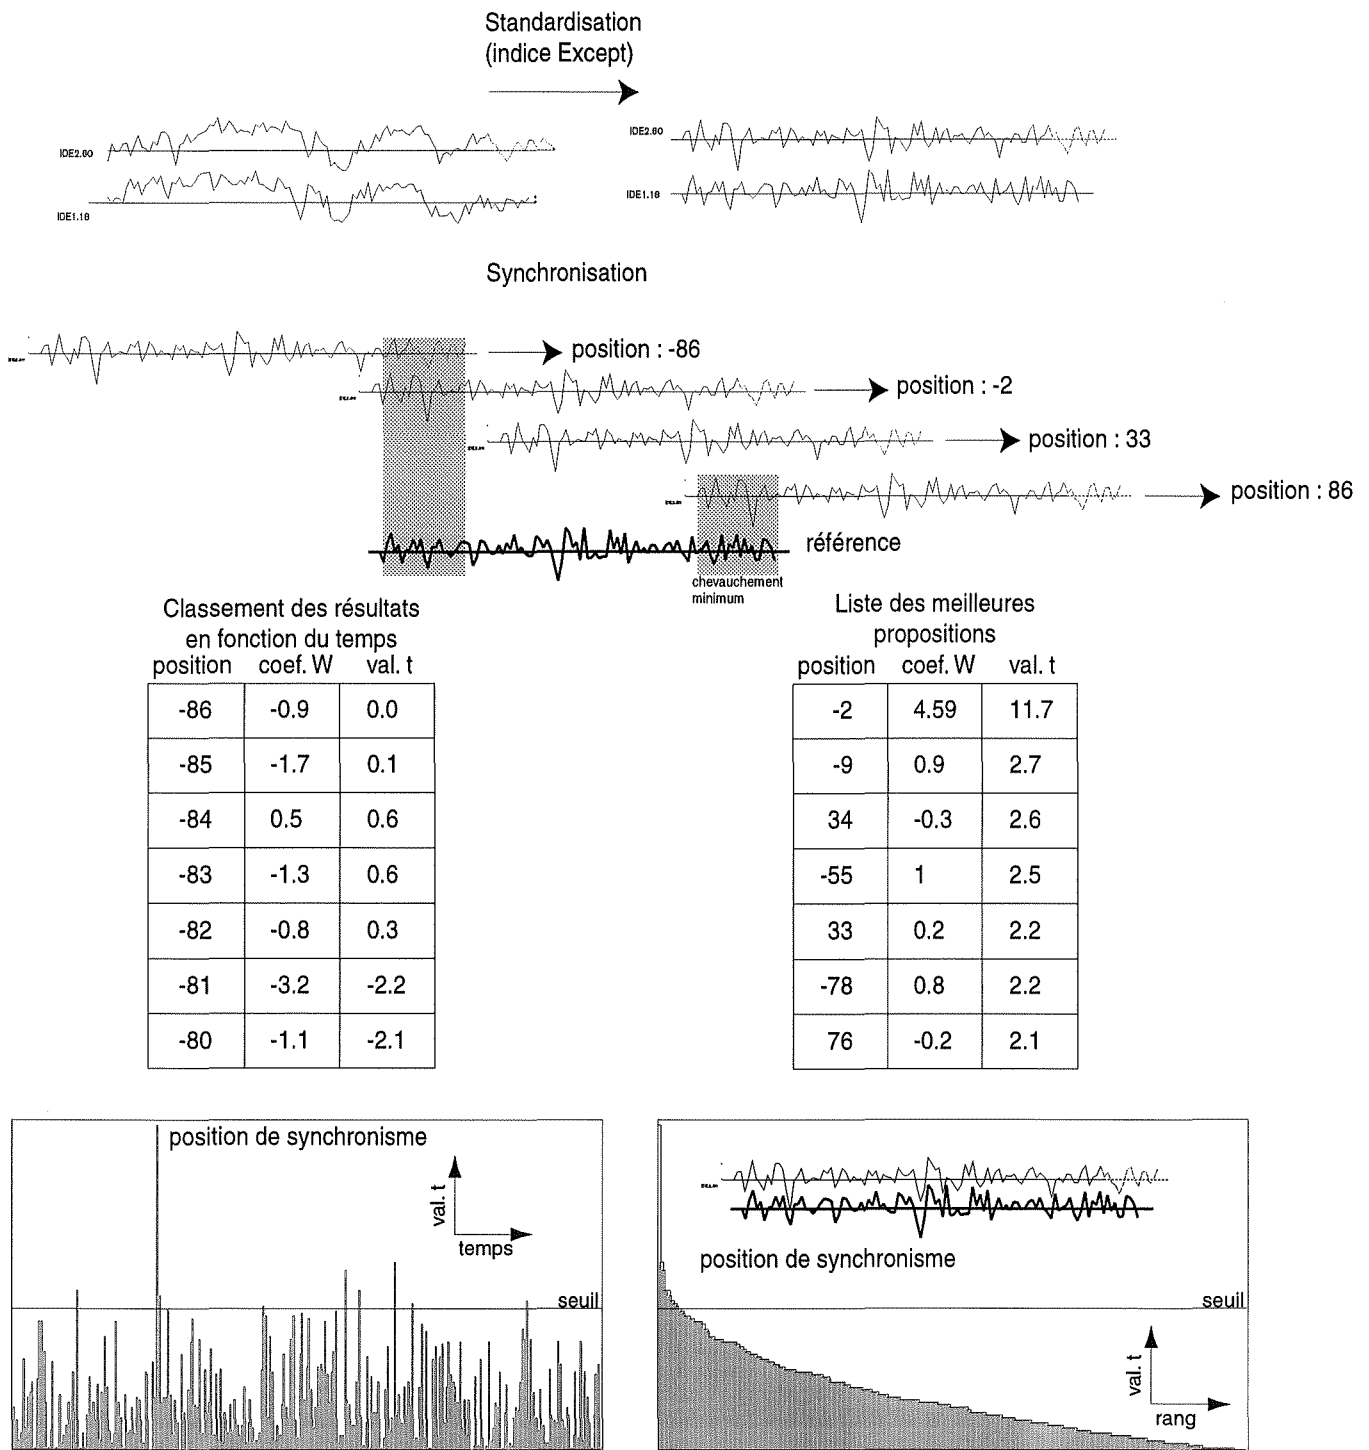 Standardisation
(indice Except)
IDE2.60
IDE1.18
IDE2.60
IDE1.18
Synchronisation
position : -86
position : -2
position : 33
position : 86
référence
chevauchement
minimum
Classement des résultats
en fonction du temps
position coef. W val. t
-86 -0.9 0.0
-85 -1.7 0.1
-84 0.5 0.6
-83 -1.3 0.6
-82 -0.8 0.3
-81 -3.2 -2.2
-80 -1.1 -2.1
Liste des meilleures
propositions
position coef. W val. t
-2 4.59 11.7
-9 0.9 2.7
34 -0.3 2.6
-55 1 2.5
33 0.2 2.2
-78 0.8 2.2
76 -0.2 2.1
position de synchronisme
val. t
temps
seuil
position de synchronisme
seuil
val. t
rang